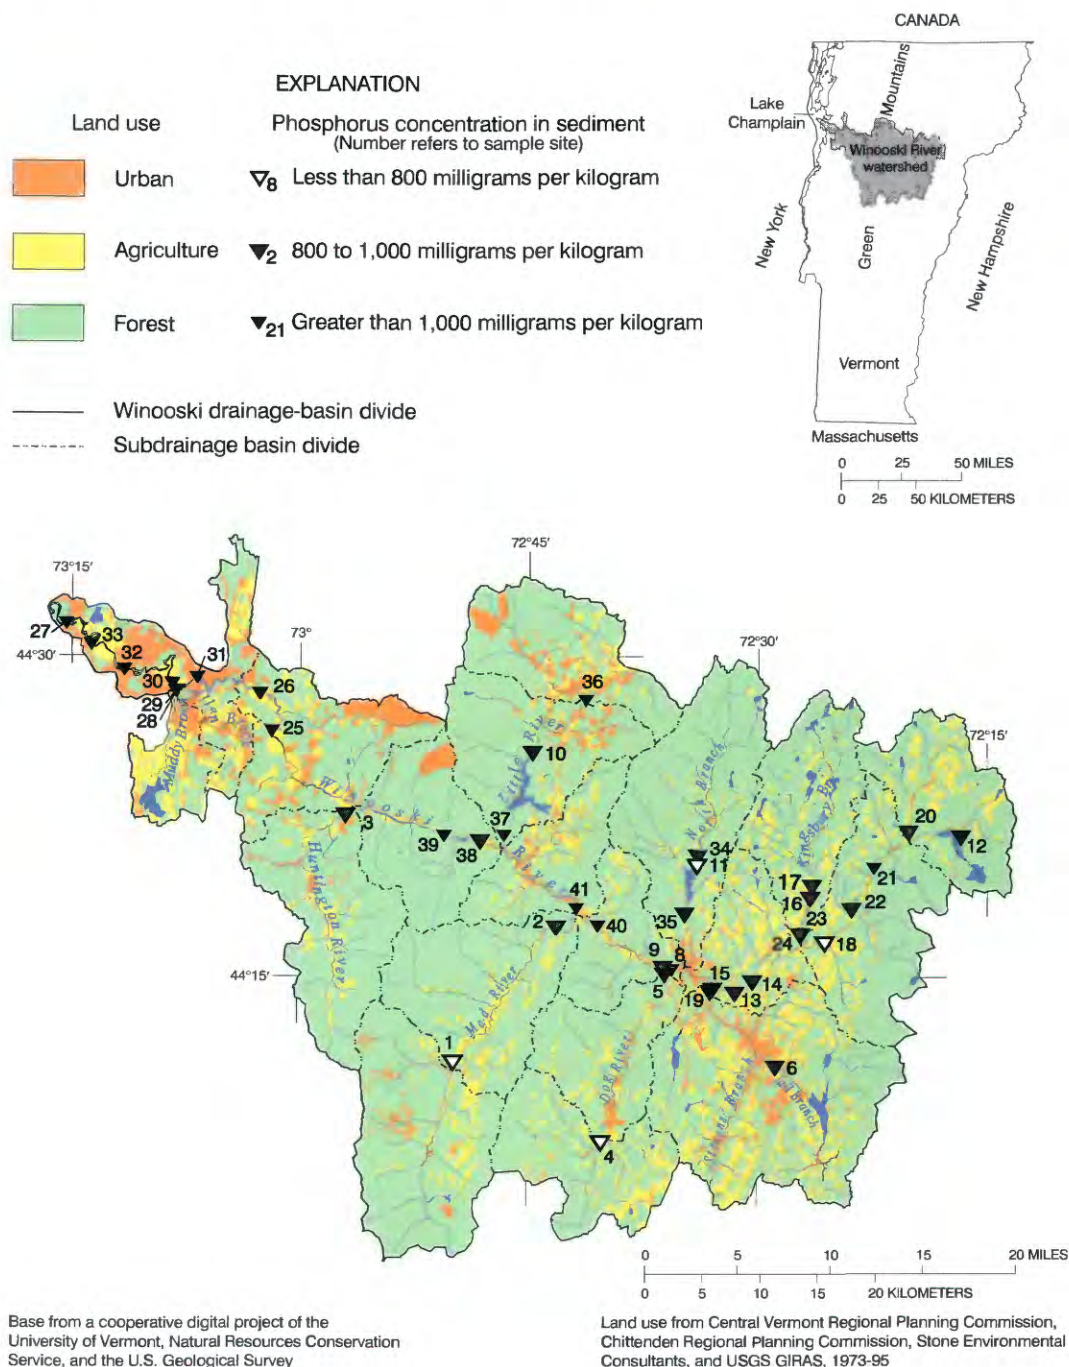 CANADA
Mountains
Lake
Champlain
Winooski River
watershed
New York
Green
New Hampshire
Vermont
Massachusetts
0 25 50 MILES
0 25 50 KILOMETERS
EXPLANATION
Land use
Phosphorus concentration in sediment
(Number refers to sample site)
Urban
8 Less than 800 milligrams per kilogram
Agriculture
2 800 to 1,000 milligrams per kilogram
Forest
21 Greater than 1,000 milligrams per kilogram
Winooski drainage-basin divide
Subdrainage basin divide
72°45'
73°15'
27
33
44°30'
32
73°
31
30
29
28
26
25
72°30'
36
72°15'
Muddy Brook
Allen Brook
Little River
10
North Branch
Kingsbury Br
Winooski River
3
39
38
37
34
11
20
12
21
17
16
22
Huntington River
41
2
40
35
23
24
18
44°15'
9
8
5
15
19
13
14
Mad River
1
Dog River
6
Stevens Branch
Branch
4
0 5 10 15 20 MILES
0 5 10 15 20 KILOMETERS
Base from a cooperative digital project of the
University of Vermont, Natural Resources Conservation
Service, and the U.S. Geological Survey
Land use from Central Vermont Regional Planning Commission,
Chittenden Regional Planning Commission, Stone Environmental
Consultants, and USGS GIRAS, 1973-95